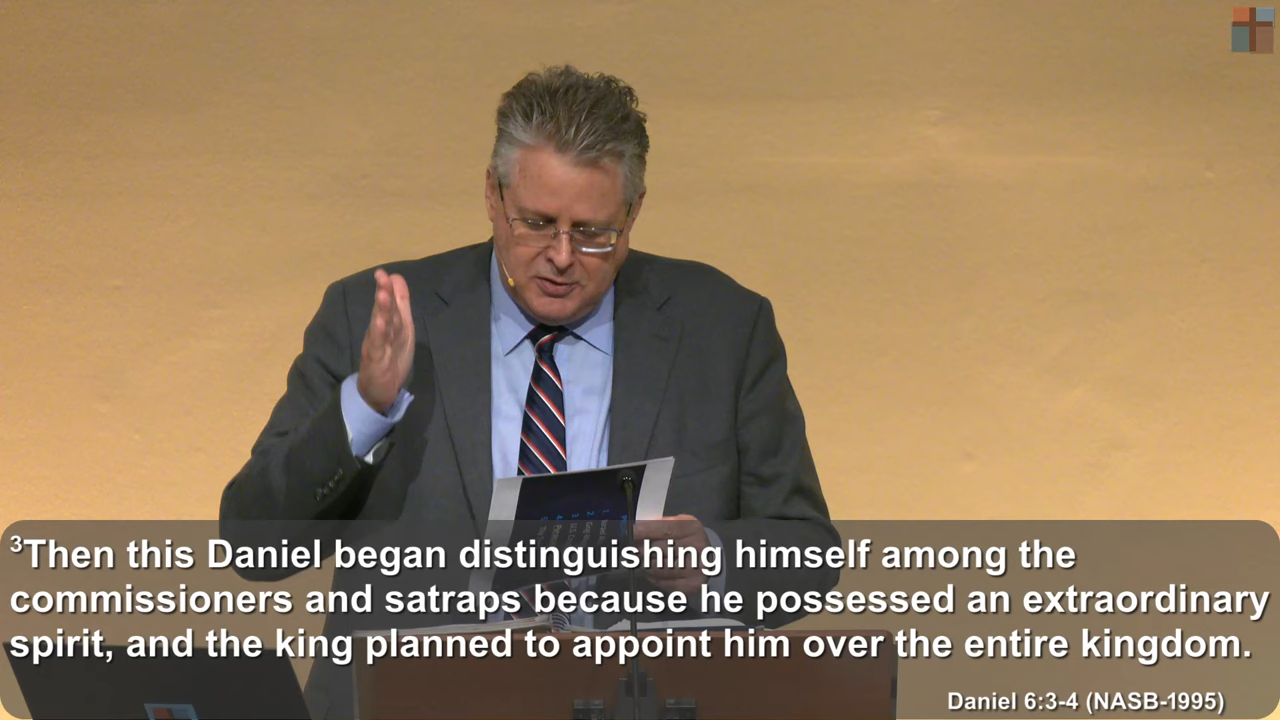 ³Then this Daniel began distinguishing himself among the
commissioners and satraps because he possessed an extraordinary
spirit, and the king planned to appoint him over the entire kingdom.
Daniel 6:3-4 (NASB-1995)